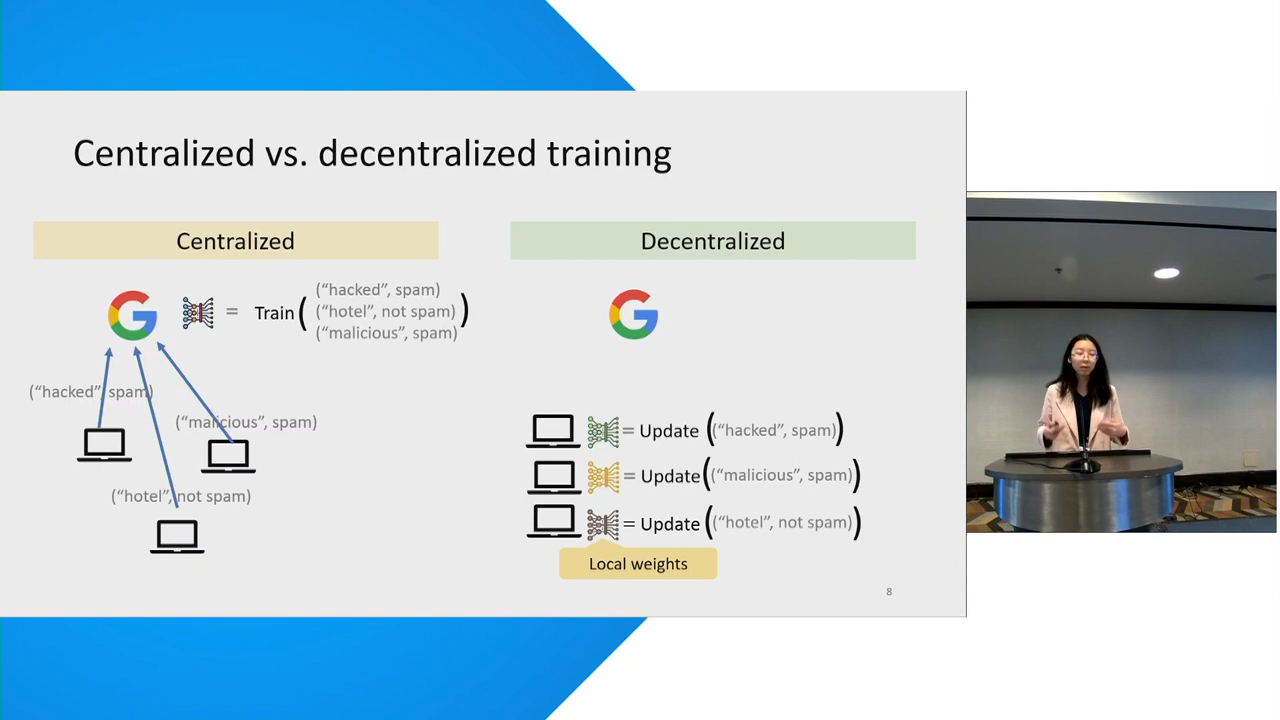 Centralized vs. decentralized training
Centralized
= Train ( ("hacked", spam)
("hotel", not spam)
("malicious", spam) )
("hacked", spam)
("malicious", spam)
("hotel", not spam)
Decentralized
= Update (("hacked", spam))
= Update (("malicious", spam))
= Update (("hotel", not spam))
Local weights
8